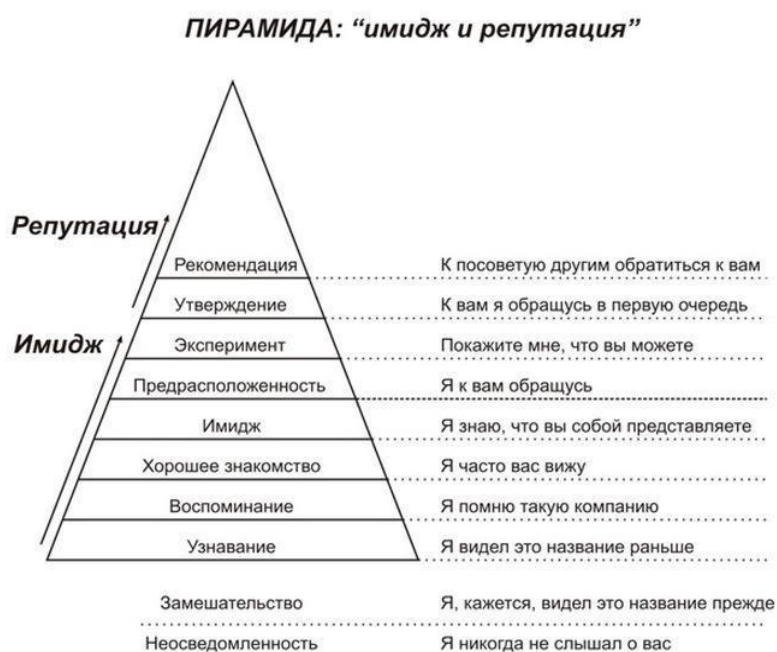 ПИРАМИДА: “имидж и репутация”
Репутация
Имидж
Рекомендация К посоветую другим обратиться к вам
Утверждение К вам я обращусь в первую очередь
Эксперимент Покажите мне, что вы можете
Предрасположенность Я к вам обращусь
Имидж Я знаю, что вы собой представляете
Хорошее знакомство Я часто вас вижу
Воспоминание Я помню такую компанию
Узнавание Я видел это название раньше
Замешательство Я, кажется, видел это название прежде
Неосведомленность Я никогда не слышал о вас